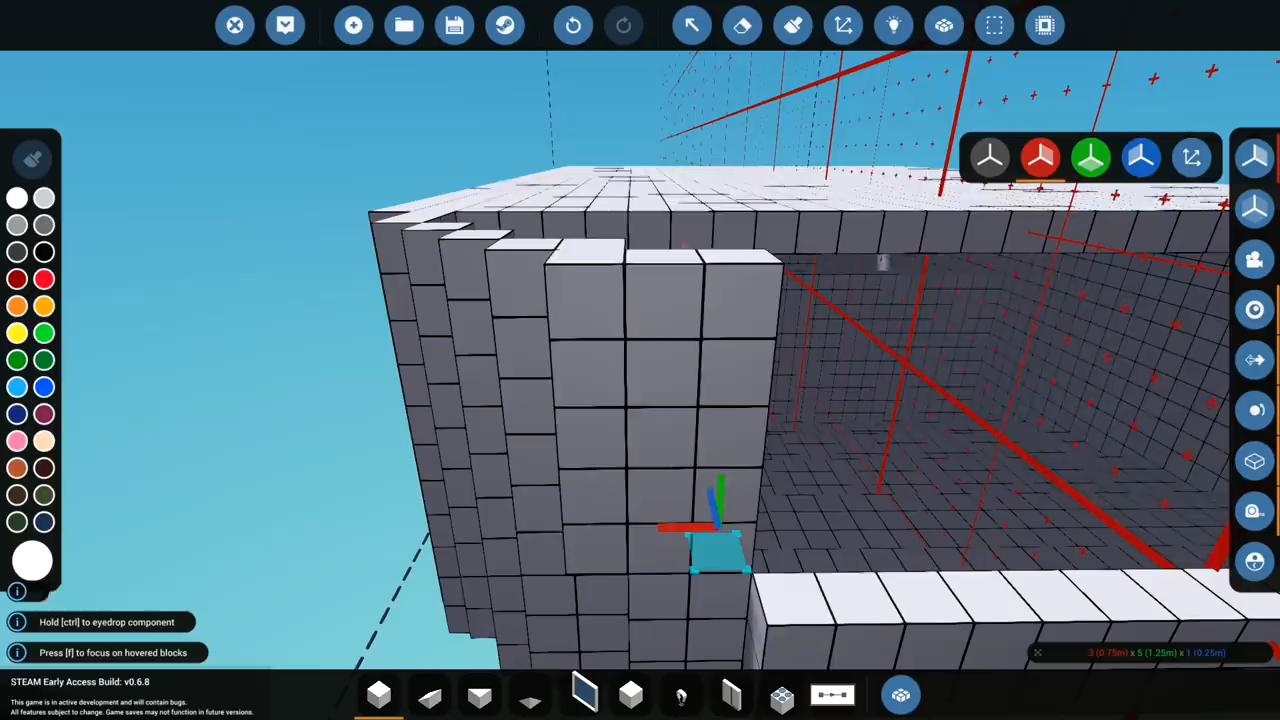 Hold [ctrl] to eyedrop component
Press [f] to focus on hovered blocks
3 (0.75m) x 5 (1.25m) x 1 (0.25m)
STEAM Early Access Build: v0.6.8
This game is in active development and will contain bugs.
All features subject to change. Game saves may not function in future versions.